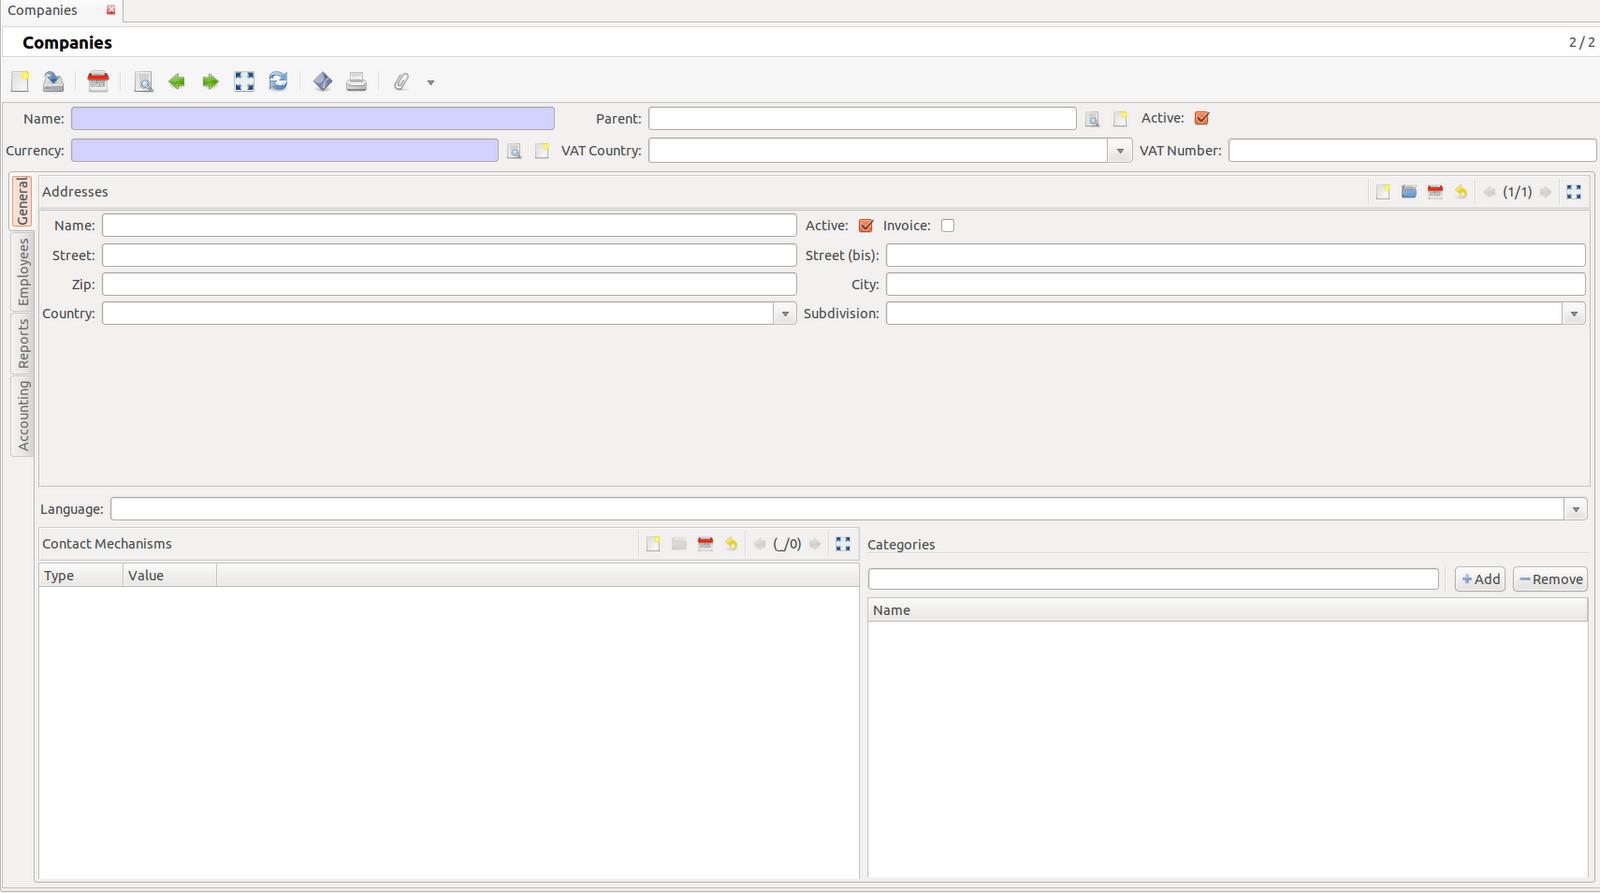 Companies
Companies
2 / 2
Name:
Parent:
Active:
Currency:
VAT Country:
VAT Number:
General
Employees
Reports
Accounting
Addresses
(1/1)
Name:
Active:
Invoice:
Street:
Street (bis):
Zip:
City:
Country:
Subdivision:
Language:
Contact Mechanisms
(_/0)
Type
Value
Categories
Add
Remove
Name